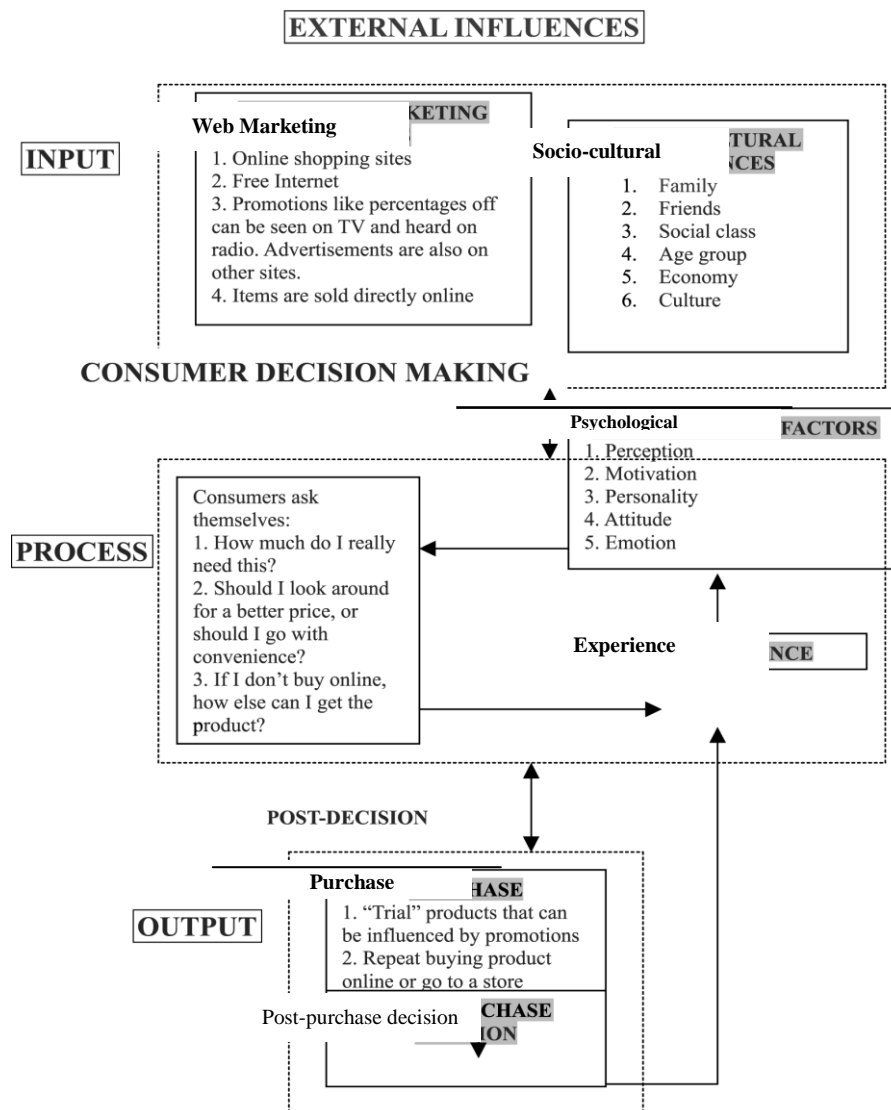 EXTERNAL INFLUENCES
INPUT
Web Marketing
KETING
1. Online shopping sites
2. Free Internet
3. Promotions like percentages off
can be seen on TV and heard on
radio. Advertisements are also on
other sites.
4. Items are sold directly online
Socio-cultural
TURAL
NCES
1. Family
2. Friends
3. Social class
4. Age group
5. Economy
6. Culture
CONSUMER DECISION MAKING
Psychological
FACTORS
1. Perception
2. Motivation
3. Personality
4. Attitude
5. Emotion
PROCESS
Consumers ask
themselves:
1. How much do I really
need this?
2. Should I look around
for a better price, or
should I go with
convenience?
3. If I don’t buy online,
how else can I get the
product?
Experience
NCE
POST-DECISION
OUTPUT
Purchase
HASE
1. “Trial” products that can
be influenced by promotions
2. Repeat buying product
online or go to a store
Post-purchase decision
CHASE
ION